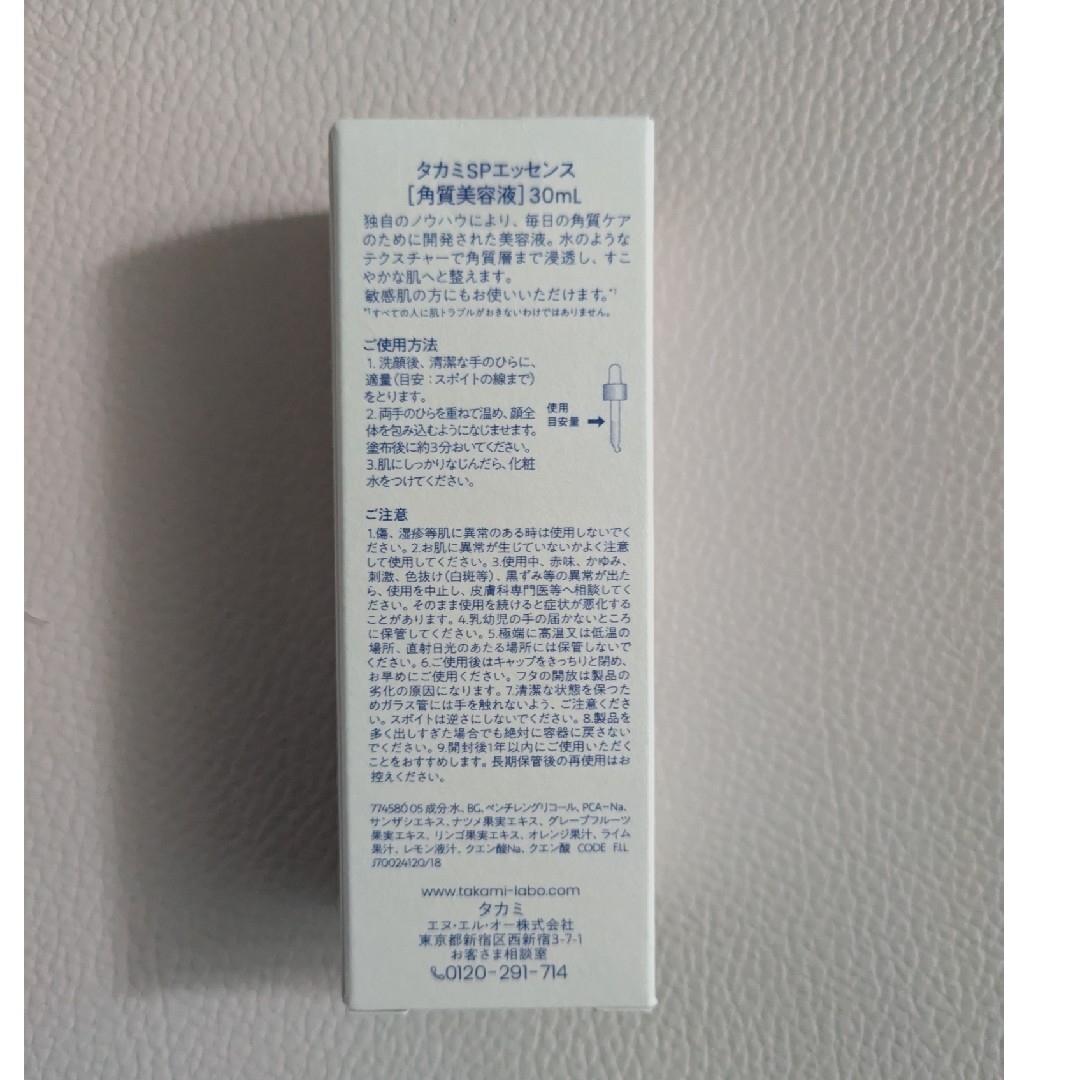 タカミSPエッセンス
[角質美容液] 30mL
独自のノウハウにより、毎日の角質ケア
のために開発された美容液。水のような
テクスチャーで角質層まで浸透し、すこ
やかな肌へと整えます。
敏感肌の方にもお使いいただけます。*1
*1 すべての人に肌トラブルがおきないわけではありません。
ご使用方法
1. 洗顔後、清潔な手のひらに、
適量(目安：スポイトの線まで)
をとります。
2. 両手のひらを重ねて温め、顔全
体を包み込むようになじませます。
塗布後に約3分おいてください。
3. 肌にしっかりなじんだら、化粧
水をつけてください。
使用
目安量
ご注意
1.傷、湿疹等肌に異常のある時は使用しないでく
ださい。2.お肌に異常が生じていないかよく注意
して使用してください。3.使用中、赤味、かゆみ、
刺激、色抜け(白斑等)、黒ずみ等の異常が出た
ら、使用を中止し、皮膚科専門医等へ相談してく
ださい。そのまま使用を続けると症状が悪化する
ことがあります。4.乳幼児の手の届かないところ
に保管してください。5.極端に高温又は低温の
場所、直射日光のあたる場所には保管しないで
ください。6.ご使用後はキャップをきっちりと閉め、
お早めにご使用ください。フタの開放は製品の
劣化の原因になります。7.清潔な状態を保つた
めガラス管には手を触れないよう、ご注意くださ
い。スポイトは逆さにしないでください。8.製品を
多く出しすぎた場合でも絶対に容器に戻さない
でください。9.開封後1年以内にご使用いただく
ことをおすすめします。長期保管後の再使用はお
控えください。
774580 05 成分:水、BG、ペンチレングリコール、PCA-Na、
サンザシエキス、ナツメ果実エキス、グレープフルーツ
果実エキス、リンゴ果実エキス、オレンジ果汁、ライム
果汁、レモン液汁、クエン酸Na、クエン酸 CODE F.I.L
J70024120/18
www.takami-labo.com
タカミ
エヌ・エル・オー株式会社
東京都新宿区西新宿3-7-1
お客さま相談室
0120-291-714